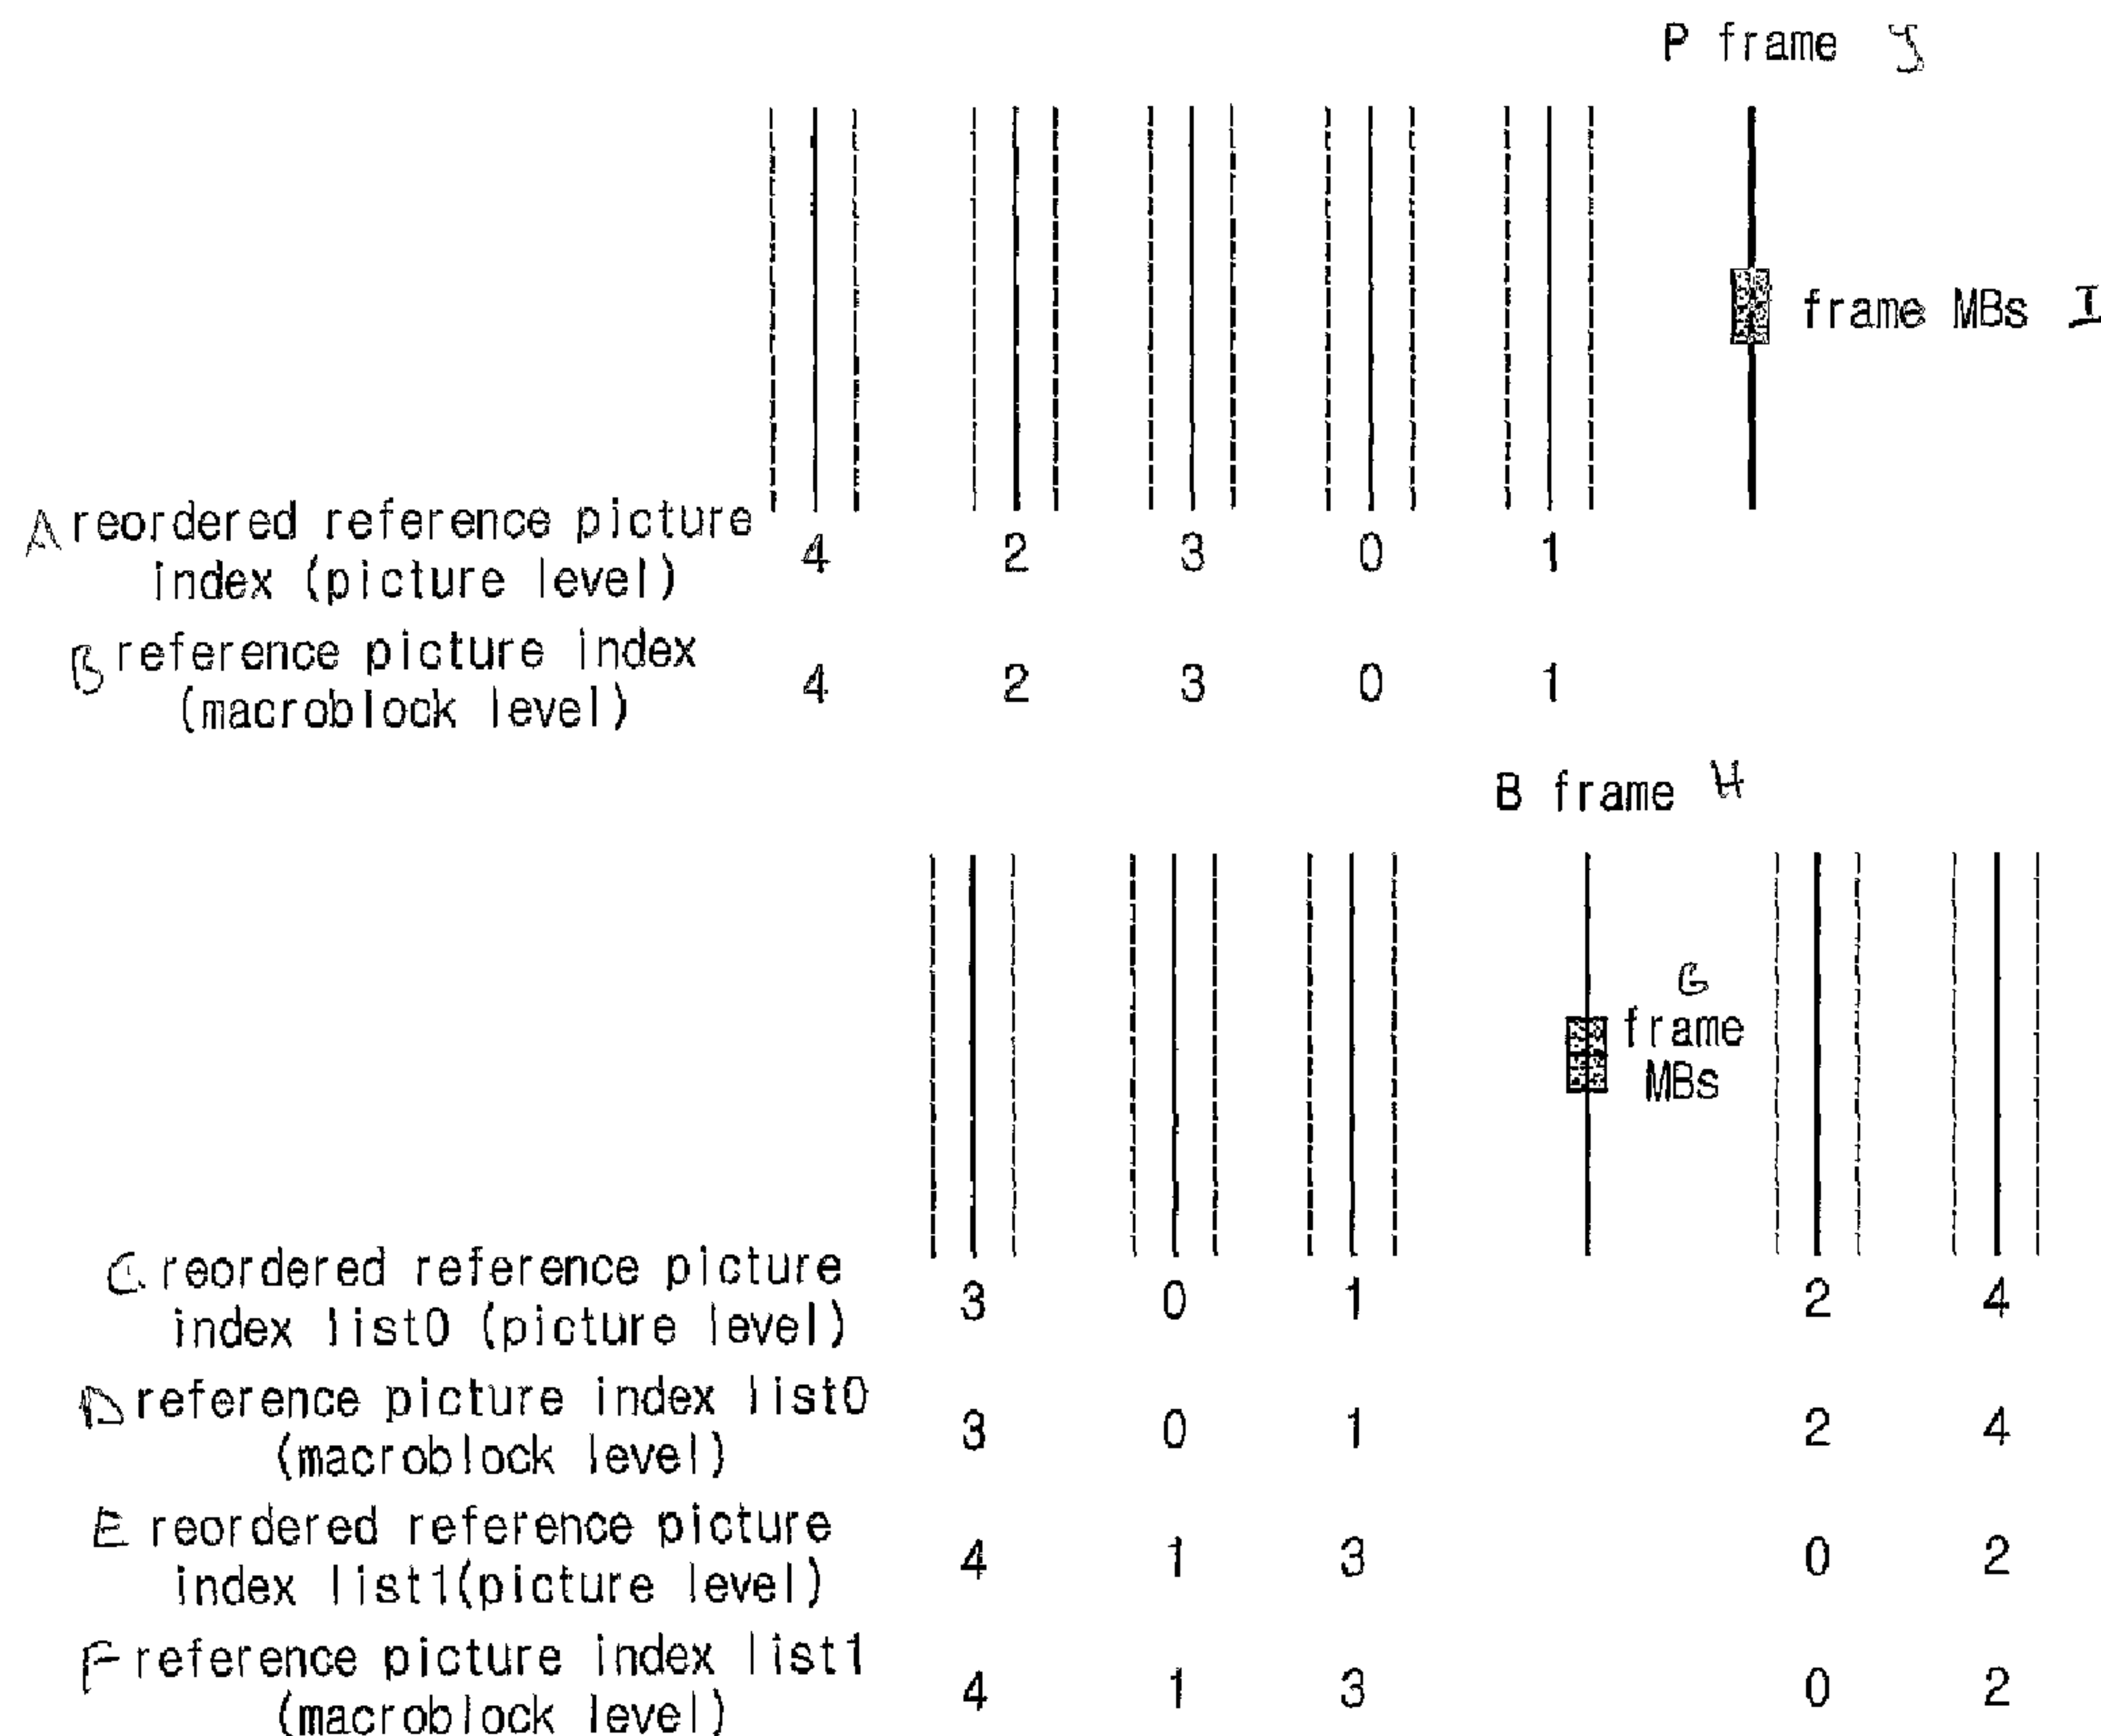 P frame J
frame MBs I
A reordered reference picture
index (picture level) 4 2 3 0 1
B reference picture index
(macroblock level) 4 2 3 0 1
B frame H
G
frame
MBs
C reordered reference picture
index list0 (picture level) 3 0 1 2 4
D reference picture index list0
(macroblock level) 3 0 1 2 4
E reordered reference picture
index list1(picture level) 4 1 3 0 2
F reference picture index list1
(macroblock level) 4 1 3 0 2